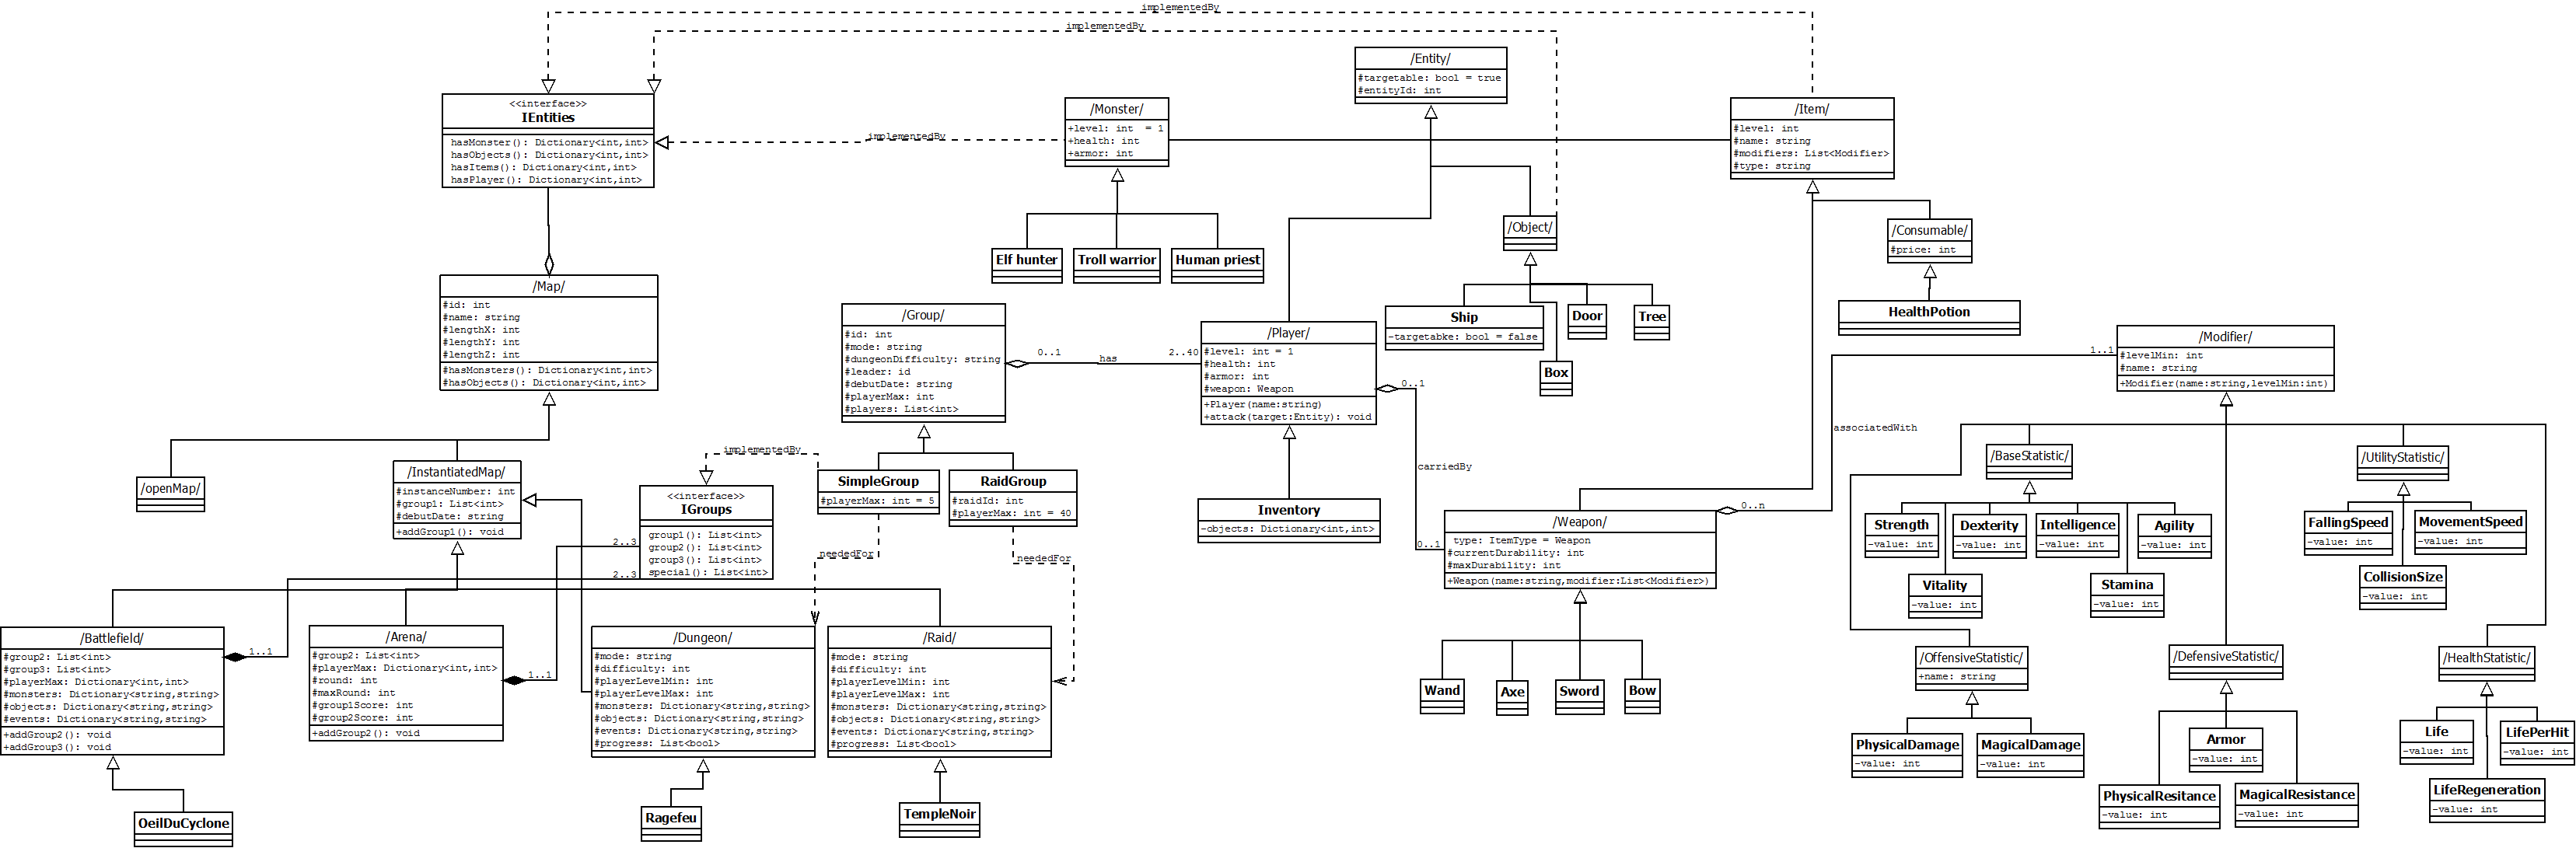 implementedBy
implementedBy
implementedBy
<<interface>>
IEntities
hasMonster(): Dictionary<int,int>
hasObjects(): Dictionary<int,int>
hasItems(): Dictionary<int,int>
hasPlayer(): Dictionary<int,int>
/Monster/
+level: int  = 1
+health: int
+armor: int
/Entity/
#targetable: bool = true
#entityId: int
/Item/
#level: int
#name: string
#modifiers: List<Modifier>
#type: string
Elf hunter
Troll warrior
Human priest
/Object/
/Consumable/
#price: int
HealthPotion
Ship
-targetabke: bool = false
Door
Tree
Box
/Map/
#id: int
#name: string
#lengthX: int
#lengthY: int
#lengthZ: int
#hasMonsters(): Dictionary<int,int>
#hasObjects(): Dictionary<int,int>
/Group/
#id: int
#mode: string
#dungeonDifficulty: string
#leader: id
#debutDate: string
#playerMax: int
#players: List<int>
0..1
has
2..40
/Player/
#level: int = 1
#health: int
#armor: int
#weapon: Weapon
+Player(name:string)
+attack(target:Entity): void
0..1
carriedBy
0..1
/Modifier/
#levelMin: int
#name: string
+Modifier(name:string,levelMin:int)
1..1
associatedWith
0..n
/openMap/
/InstantiatedMap/
#instanceNumber: int
#group1: List<int>
#debutDate: string
+addGroup1(): void
implementedBy
<<interface>>
IGroups
group1(): List<int>
group2(): List<int>
group3(): List<int>
special(): List<int>
2..3
2..3
SimpleGroup
#playerMax: int = 5
RaidGroup
#raidId: int
#playerMax: int = 40
neededFor
neededFor
Inventory
-objects: Dictionary<int,int>
/Weapon/
type: ItemType = Weapon
#currentDurability: int
#maxDurability: int
+Weapon(name:string,modifier:List<Modifier>)
Wand
Axe
Sword
Bow
/BaseStatistic/
Strength
-value: int
Dexterity
-value: int
Intelligence
-value: int
Agility
-value: int
Vitality
-value: int
Stamina
-value: int
/UtilityStatistic/
FallingSpeed
-value: int
MovementSpeed
-value: int
CollisionSize
-value: int
/Battlefield/
#group2: List<int>
#group3: List<int>
#playerMax: Dictionary<int,int>
#monsters: Dictionary<string,string>
#objects: Dictionary<string,string>
#events: Dictionary<string,string>
+addGroup2(): void
+addGroup3(): void
1..1
/Arena/
#group2: List<int>
#playerMax: Dictionary<int,int>
#round: int
#maxRound: int
#group1Score: int
#group2Score: int
+addGroup2(): void
1..1
/Dungeon/
#mode: string
#difficulty: int
#playerLevelMin: int
#playerLevelMax: int
#monsters: Dictionary<string,string>
#objects: Dictionary<string,string>
#events: Dictionary<string,string>
#progress: List<bool>
/Raid/
#mode: string
#difficulty: int
#playerLevelMin: int
#playerLevelMax: int
#monsters: Dictionary<string,string>
#objects: Dictionary<string,string>
#events: Dictionary<string,string>
#progress: List<bool>
OeilDuCyclone
Ragefeu
TempleNoir
/OffensiveStatistic/
+name: string
PhysicalDamage
-value: int
MagicalDamage
-value: int
/DefensiveStatistic/
Armor
-value: int
PhysicalResitance
-value: int
MagicalResistance
-value: int
/HealthStatistic/
Life
-value: int
LifePerHit
-value: int
LifeRegeneration
-value: int